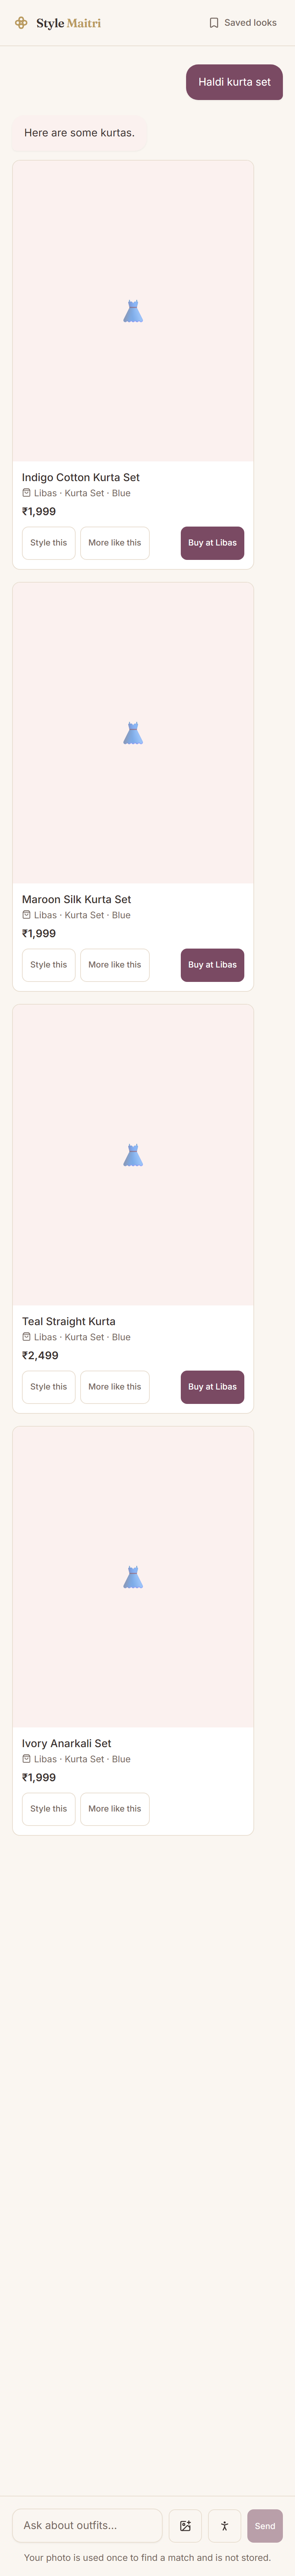 Style Maitri
Saved looks
Haldi kurta set
Here are some kurtas.
Indigo Cotton Kurta Set
Libas · Kurta Set · Blue
₹1,999
Style this
More like this
Buy at Libas
Maroon Silk Kurta Set
Libas · Kurta Set · Blue
₹1,999
Style this
More like this
Buy at Libas
Teal Straight Kurta
Libas · Kurta Set · Blue
₹2,499
Style this
More like this
Buy at Libas
Ivory Anarkali Set
Libas · Kurta Set · Blue
₹1,999
Style this
More like this
Ask about outfits...
Send
Your photo is used once to find a match and is not stored.